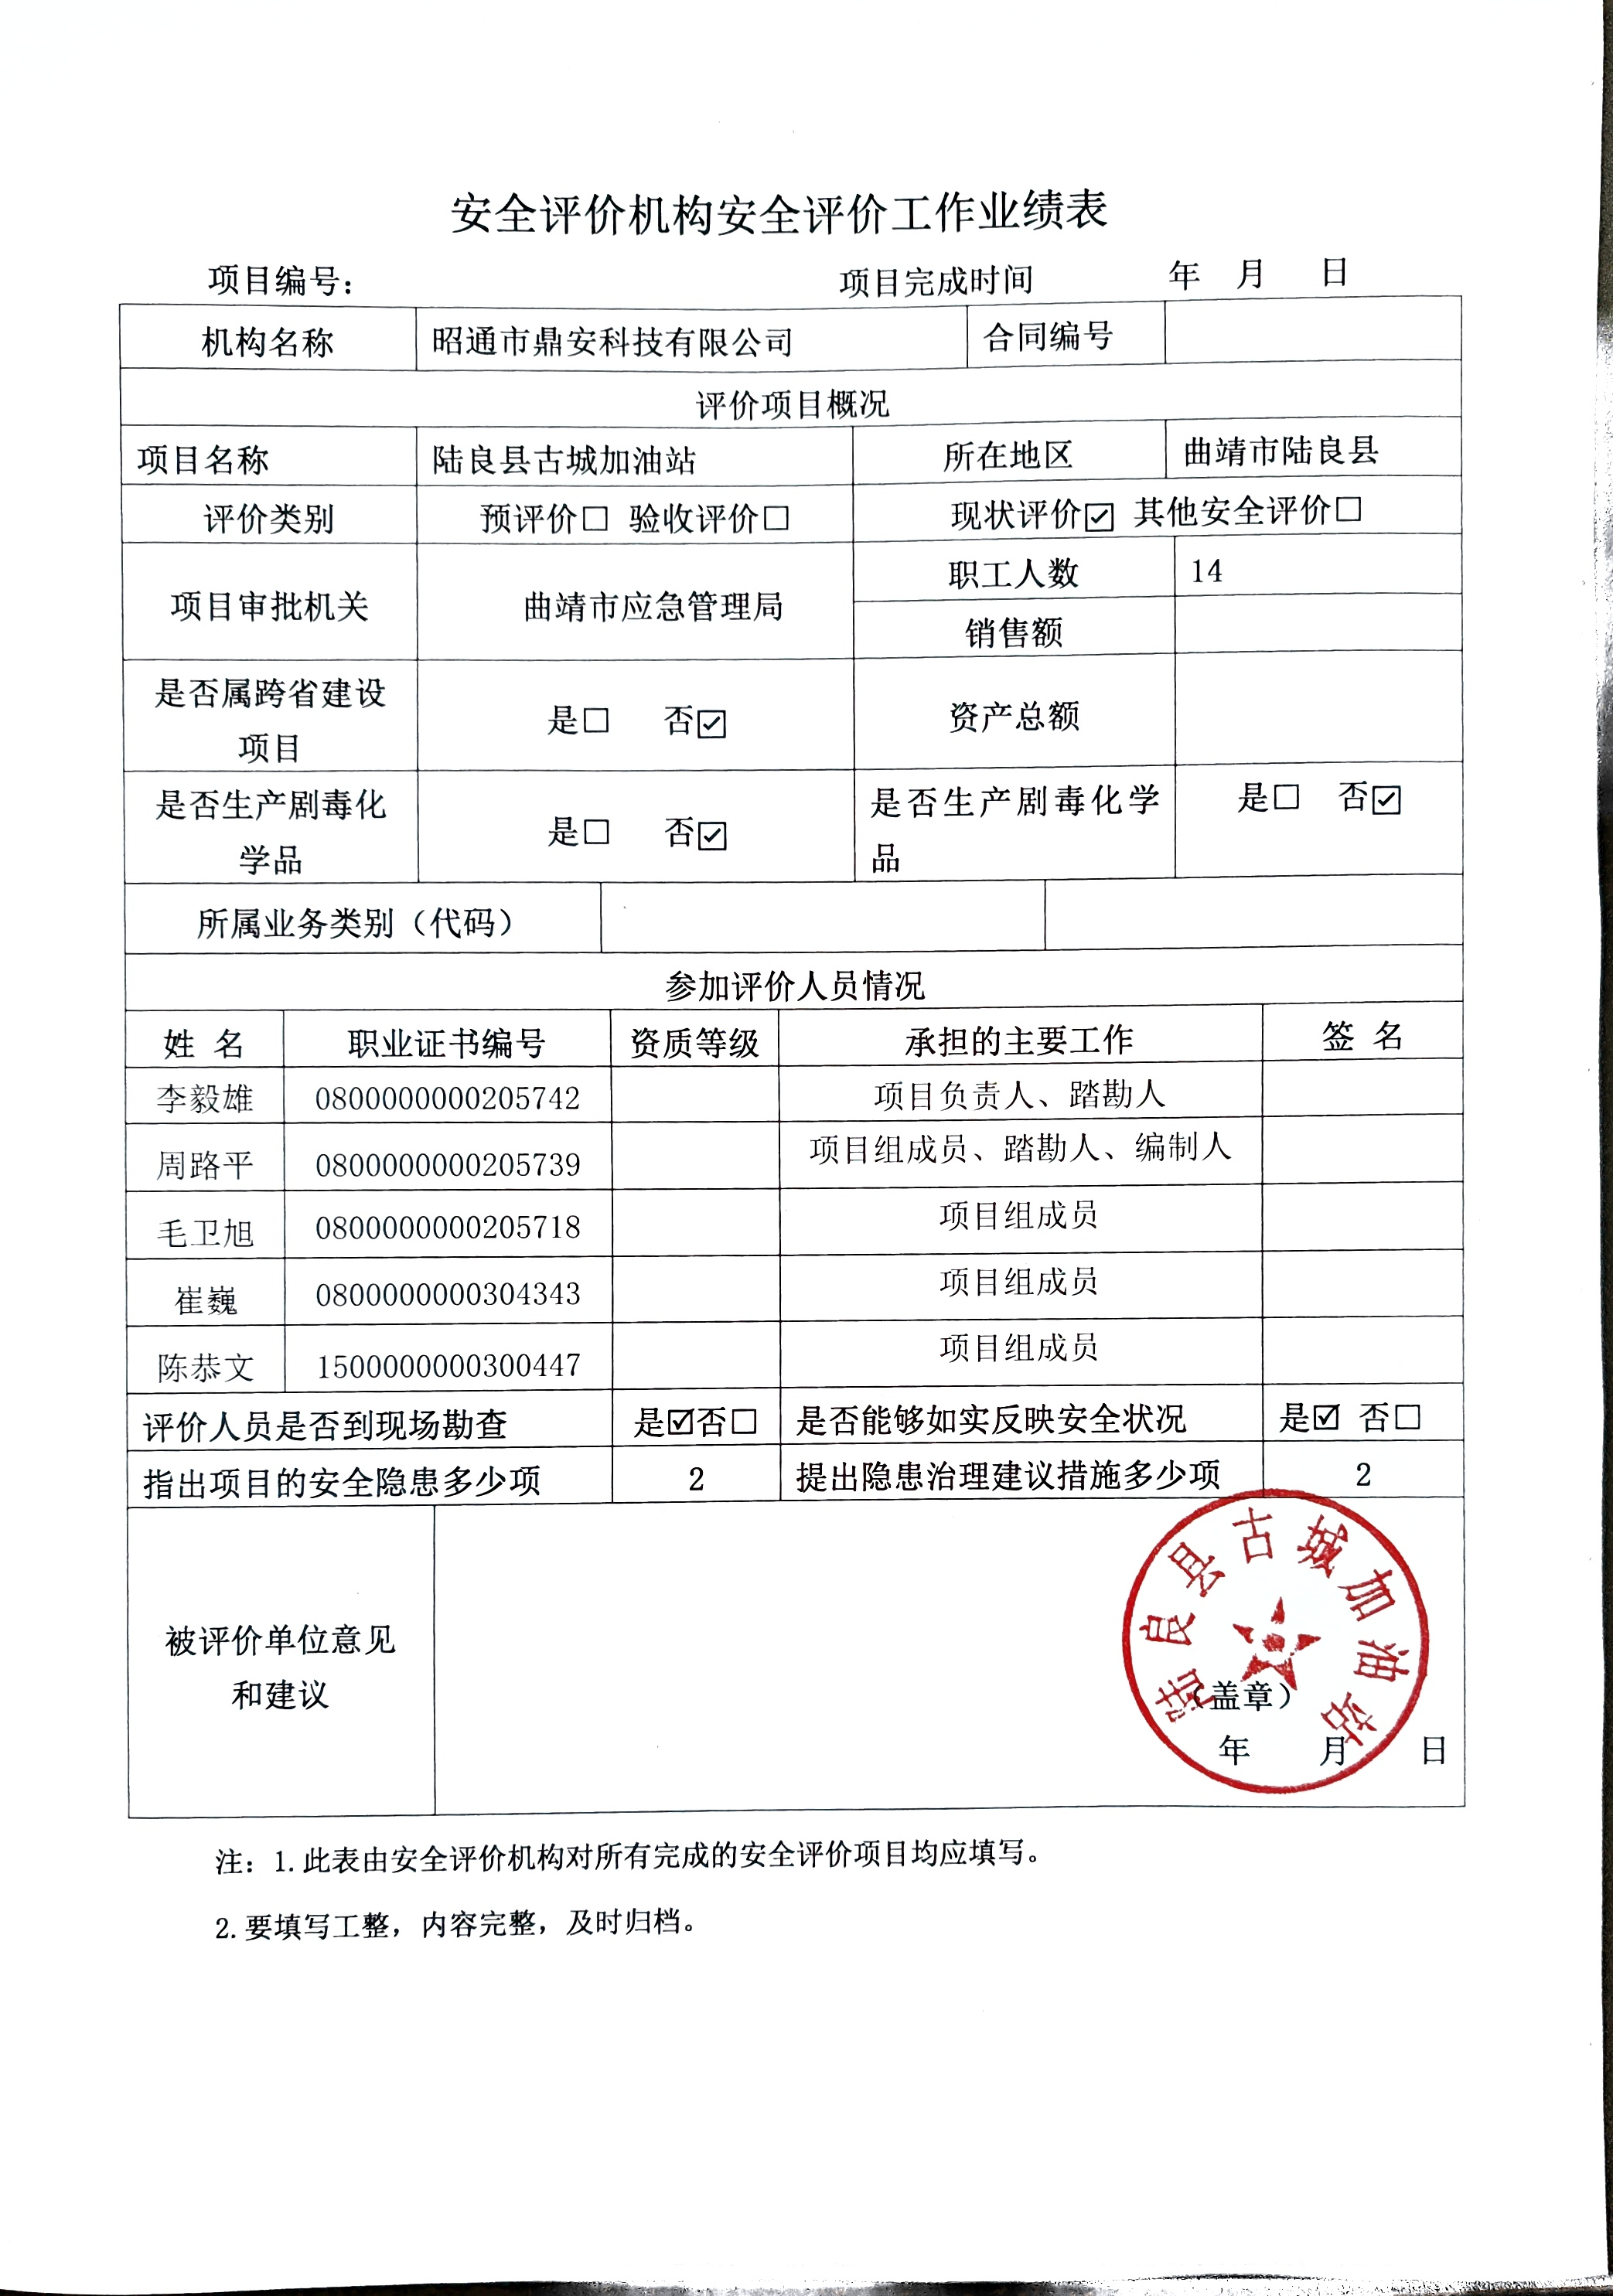 安全评价机构安全评价工作业绩表
项目编号： 项目完成时间 年 月 日
机构名称 昭通市鼎安科技有限公司 合同编号
评价项目概况
项目名称 陆良县古城加油站 所在地区 曲靖市陆良县
评价类别 预评价□ 验收评价□ 现状评价☑ 其他安全评价□
项目审批机关 曲靖市应急管理局 职工人数 14
销售额
是否属跨省建设
项目 是□ 否☑ 资产总额
是否生产剧毒化
学品 是□ 否☑ 是否生产剧毒化学
品 是□ 否☑
所属业务类别（代码）
参加评价人员情况
姓 名 职业证书编号 资质等级 承担的主要工作 签 名
李毅雄 0800000000205742 项目负责人、踏勘人
周路平 0800000000205739 项目组成员、踏勘人、编制人
毛卫旭 0800000000205718 项目组成员
崔巍 0800000000304343 项目组成员
陈恭文 1500000000300447 项目组成员
评价人员是否到现场勘查 是☑否□ 是否能够如实反映安全状况 是☑ 否□
指出项目的安全隐患多少项 2 提出隐患治理建议措施多少项 2
被评价单位意见
和建议
陆良县古城加油站
（盖章）
年 月 日
注：1.此表由安全评价机构对所有完成的安全评价项目均应填写。
2.要填写工整，内容完整，及时归档。